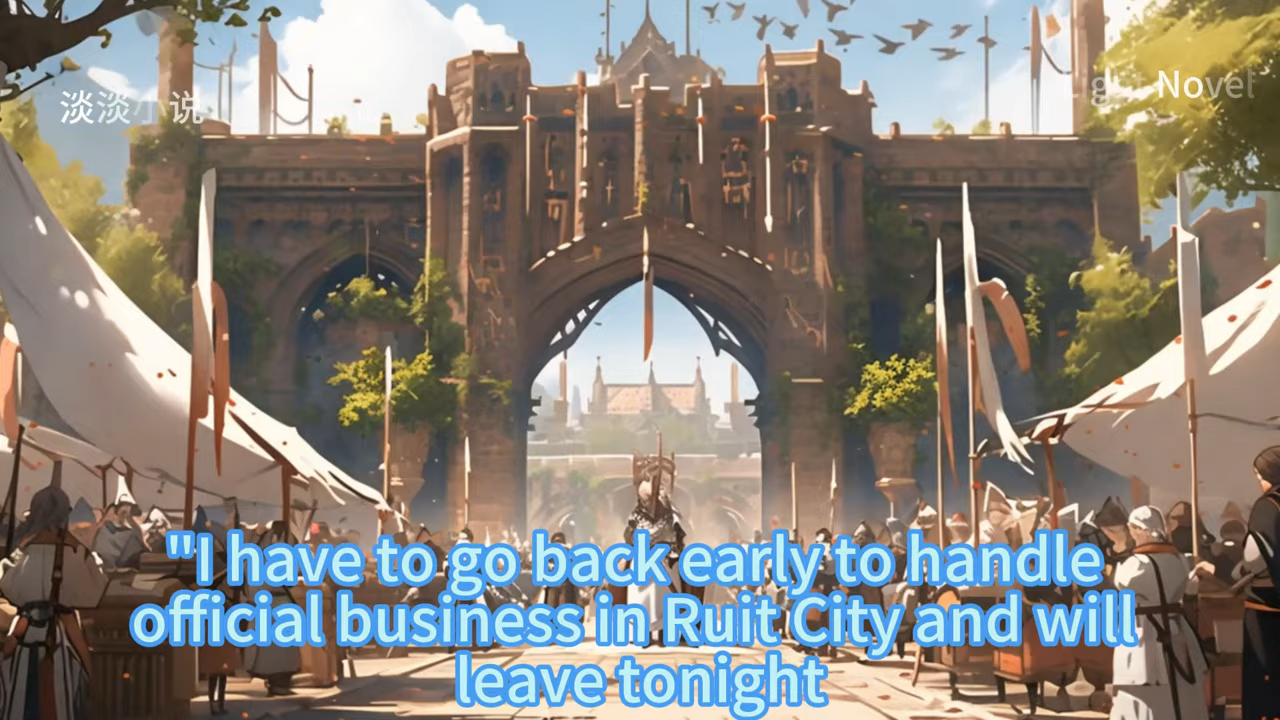 淡淡小说
Light Novel
"I have to go back early to handle
official business in Ruit City and will
leave tonight